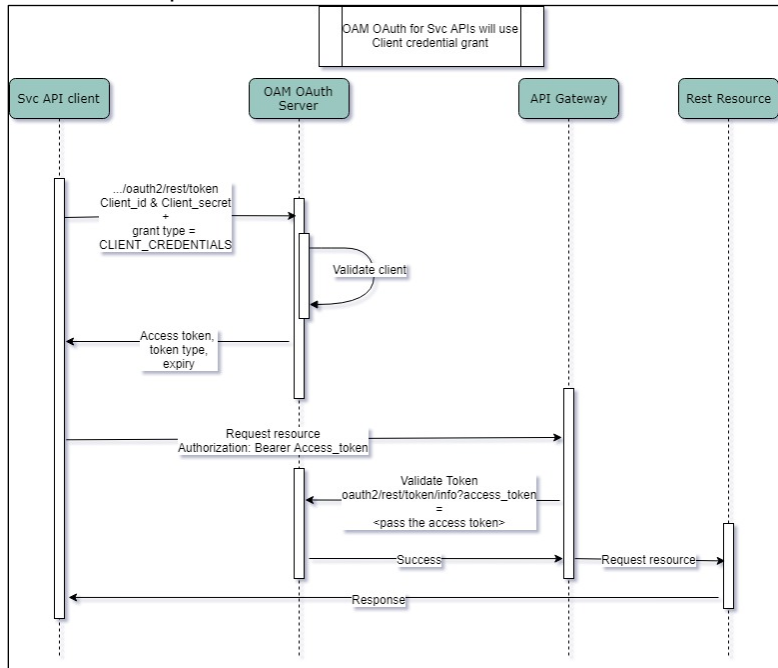 OAM OAuth for Svc APIs will use
Client credential grant
Svc API client
OAM OAuth
Server
API Gateway
Rest Resource
.../oauth2/rest/token
Client_id & Client_secret
+
grant type =
CLIENT_CREDENTIALS
Validate client
Access token,
token type,
expiry
Request resource
Authorization: Bearer Access_token
Validate Token
oauth2/rest/token/info?access_token
=
<pass the access token>
Success
Request resource
Response